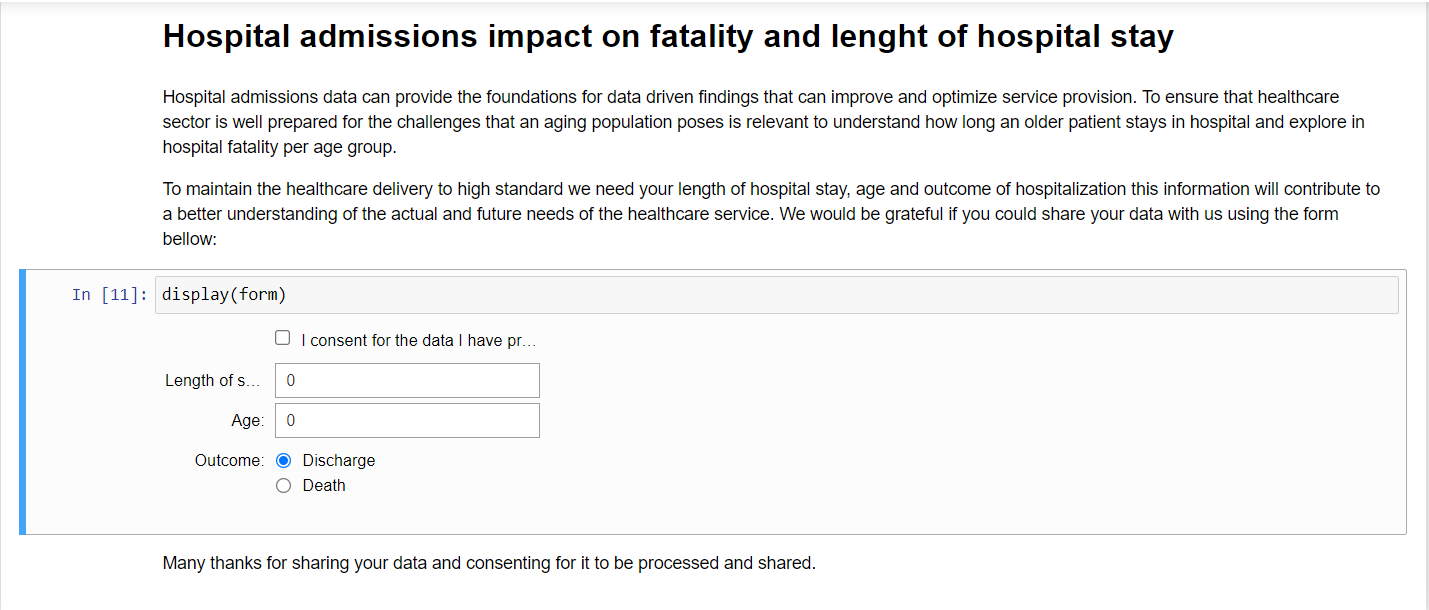 Hospital admissions impact on fatality and lenght of hospital stay
Hospital admissions data can provide the foundations for data driven findings that can improve and optimize service provision. To ensure that healthcare
sector is well prepared for the challenges that an aging population poses is relevant to understand how long an older patient stays in hospital and explore in
hospital fatality per age group.
To maintain the healthcare delivery to high standard we need your length of hospital stay, age and outcome of hospitalization this information will contribute to
a better understanding of the actual and future needs of the healthcare service. We would be grateful if you could share your data with us using the form
bellow:
In [11]: display(form)
I consent for the data I have pr…
Length of s… 0
Age: 0
Outcome: Discharge
Death
Many thanks for sharing your data and consenting for it to be processed and shared.